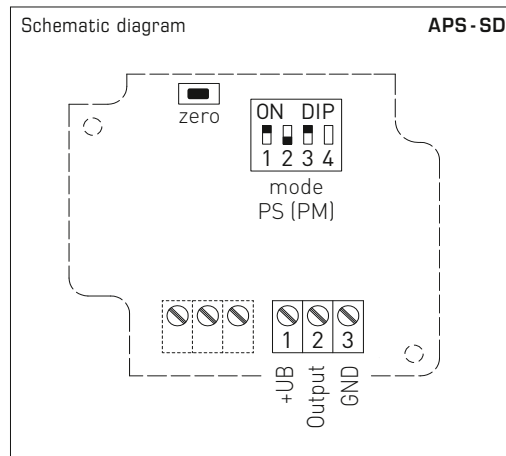 Schematic diagram APS-SD
zero
ON DIP
1 2 3 4
mode
PS (PM)
1 2 3
+UB
Output
GND